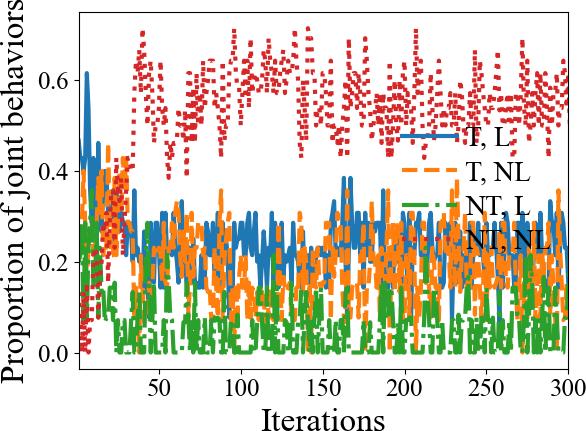 Proportion of joint behaviors
0.6
0.4
0.2
0.0
T, L
T, NL
NT, L
NT, NL
50
100
150
200
250
300
Iterations